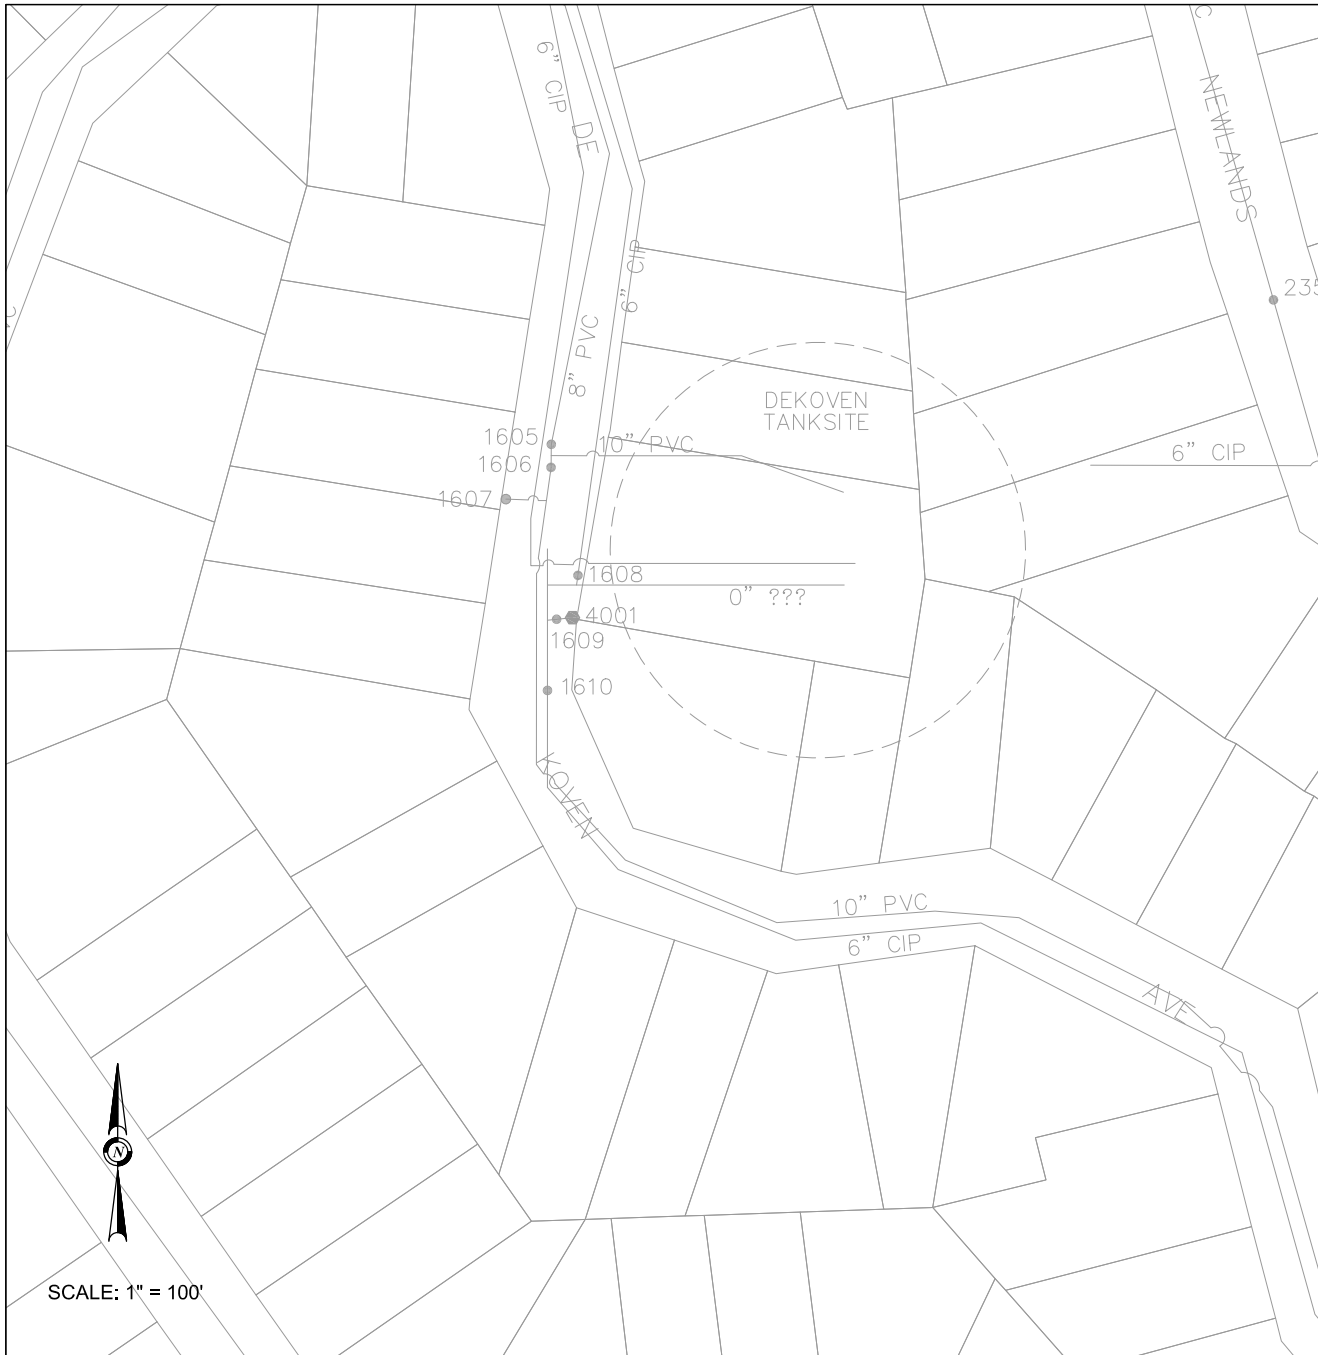 6" CIP
DE
NEWLANDS
6" CIP
235
8" PVC
DEKOVEN
TANKSITE
1605
10" PVC
6" CIP
1606
1607
1608
0" ???
4001
1609
1610
KOVEN
10" PVC
6" CIP
AVE
N
SCALE: 1" = 100'